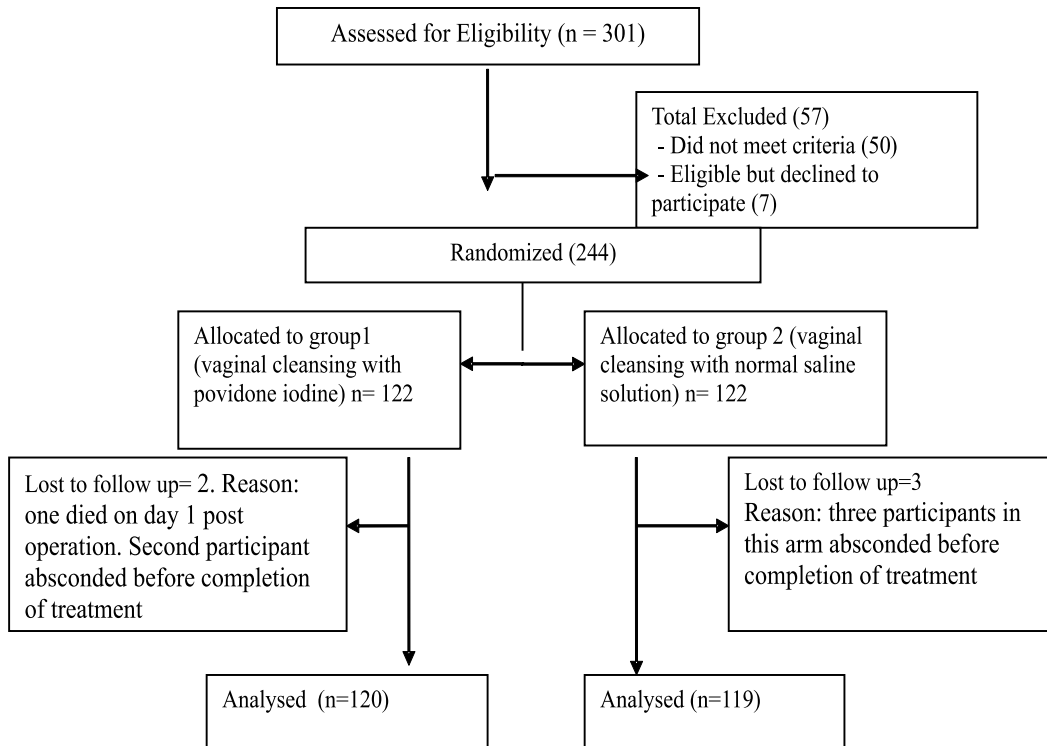 Assessed for Eligibility (n = 301)
Total Excluded (57)
- Did not meet criteria (50)
- Eligible but declined to
participate (7)
Randomized (244)
Allocated to group1
(vaginal cleansing with
povidone iodine) n= 122
Allocated to group 2 (vaginal
cleansing with normal saline
solution) n= 122
Lost to follow up= 2. Reason:
one died on day 1 post
operation. Second participant
absconded before completion
of treatment
Lost to follow up=3
Reason: three participants in
this arm absconded before
completion of treatment
Analysed (n=120)
Analysed (n=119)